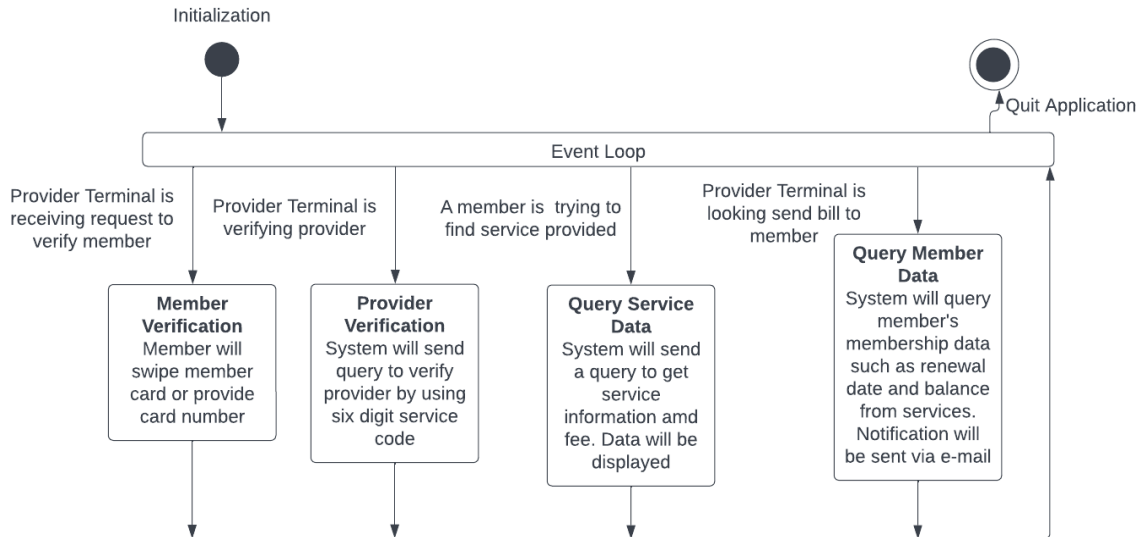 Initialization
Quit Application
Event Loop
Provider Terminal is
receiving request to
verify member
Provider Terminal is
verifying provider
A member is trying to
find service provided
Provider Terminal is
looking send bill to
member
Member
Verification
Member will
swipe member
card or provide
card number
Provider
Verification
System will send
query to verify
provider by using
six digit service
code
Query Service
Data
System will send
a query to get
service
information amd
fee. Data will be
displayed
Query Member
Data
System will query
member's
membership data
such as renewal
date and balance
from services.
Notification will
be sent via e-mail